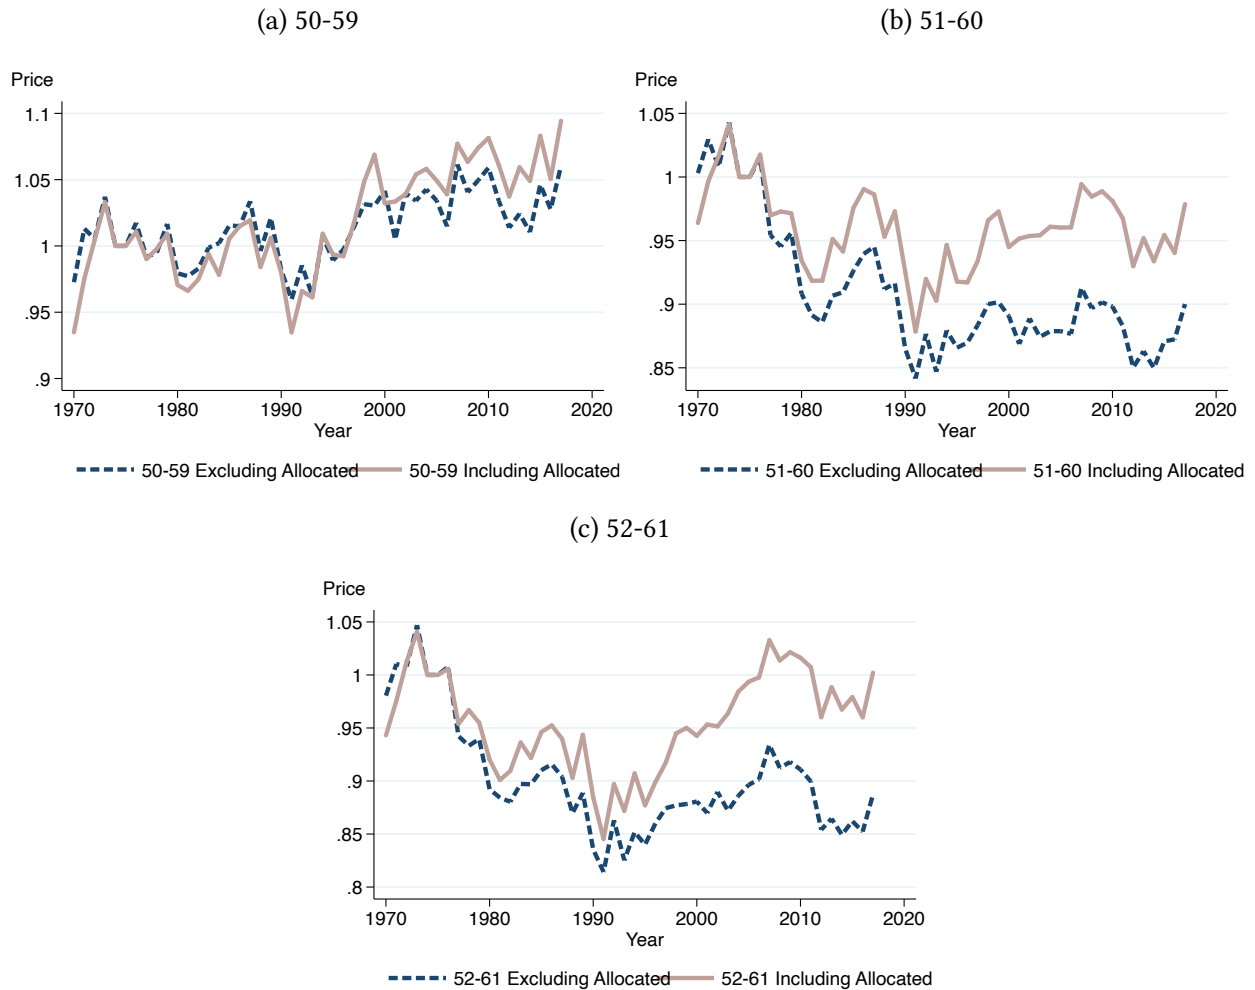 (a) 50-59
Price
1.1
1.05
1
.95
.9
1970 1980 1990 2000 2010 2020
Year
50-59 Excluding Allocated 50-59 Including Allocated
(b) 51-60
Price
1.05
1
.95
.9
.85
1970 1980 1990 2000 2010 2020
Year
51-60 Excluding Allocated 51-60 Including Allocated
(c) 52-61
Price
1.05
1
.95
.9
.85
.8
1970 1980 1990 2000 2010 2020
Year
52-61 Excluding Allocated 52-61 Including Allocated